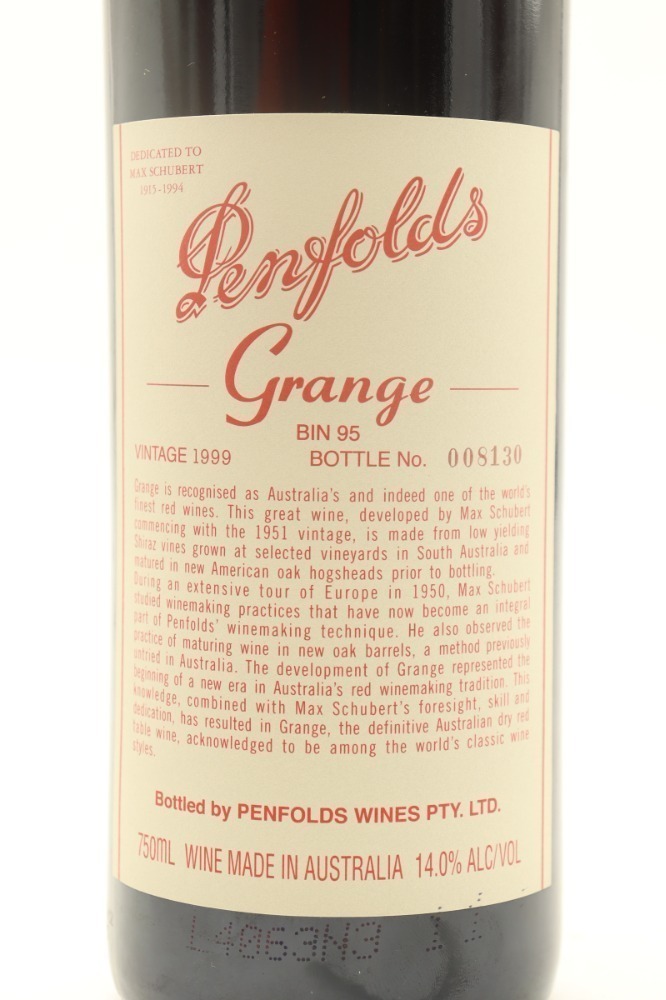 DEDICATED TO
MAX SCHUBERT
1915-1994
Penfolds
Grange
BIN 95
VINTAGE 1999 BOTTLE No. 008130
Grange is recognised as Australia's and indeed one of the world's
finest red wines. This great wine, developed by Max Schubert
commencing with the 1951 vintage, is made from low yielding
Shiraz vines grown at selected vineyards in South Australia and
matured in new American oak hogsheads prior to bottling.
During an extensive tour of Europe in 1950, Max Schubert
studied winemaking practices that have now become an integral
part of Penfolds' winemaking technique. He also observed the
practice of maturing wine in new oak barrels, a method previously
untried in Australia. The development of Grange represented the
beginning of a new era in Australia's red winemaking tradition. This
knowledge, combined with Max Schubert's foresight, skill and
dedication, has resulted in Grange, the definitive Australian dry red
table wine, acknowledged to be among the world's classic wine
styles.
Bottled by PENFOLDS WINES PTY. LTD.
750ML WINE MADE IN AUSTRALIA 14.0% ALC/VOL
L4063N3